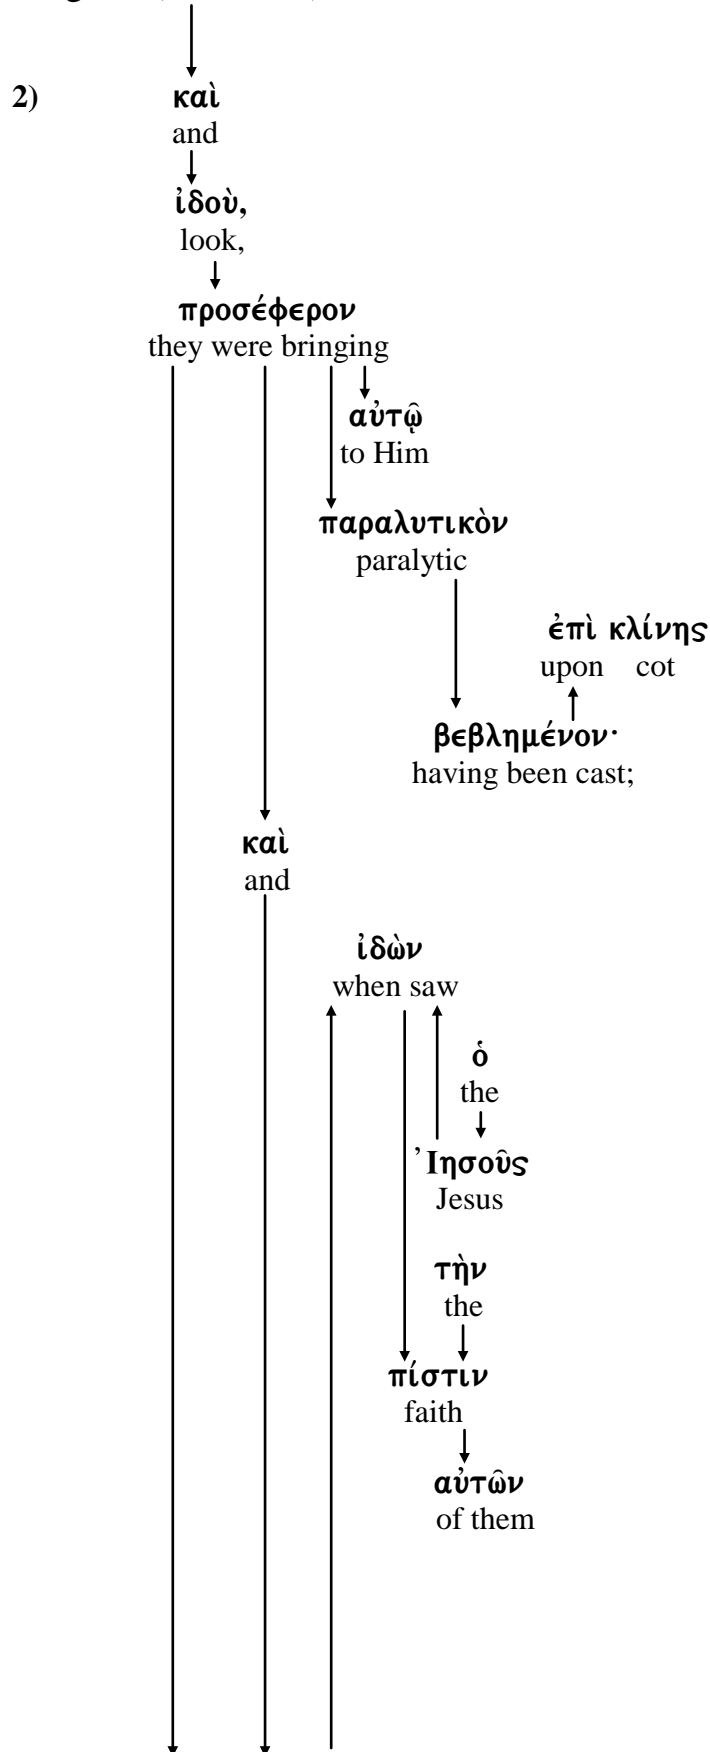 2)
καὶ
and
ἰδοὺ,
look,
προσέφερον
they were bringing
αὐτῷ
to Him
παραλυτικὸν
paralytic
ἐπὶ κλίνης
upon cot
βεβλημένον·
having been cast;
καὶ
and
ἰδὼν
when saw
ὁ
the
Ἰησοῦς
Jesus
τὴν
the
πίστιν
faith
αὐτῶν
of them